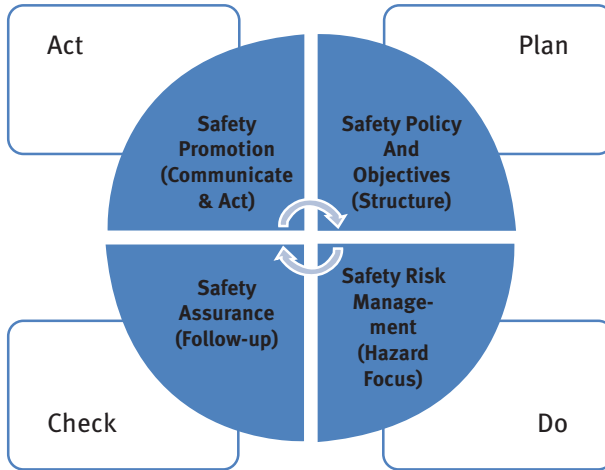 Act
Plan
Safety
Promotion
(Communicate
& Act)
Safety Policy
And
Objectives
(Structure)
Safety
Assurance
(Follow-up)
Safety Risk
Manage-
ment
(Hazard
Focus)
Check
Do